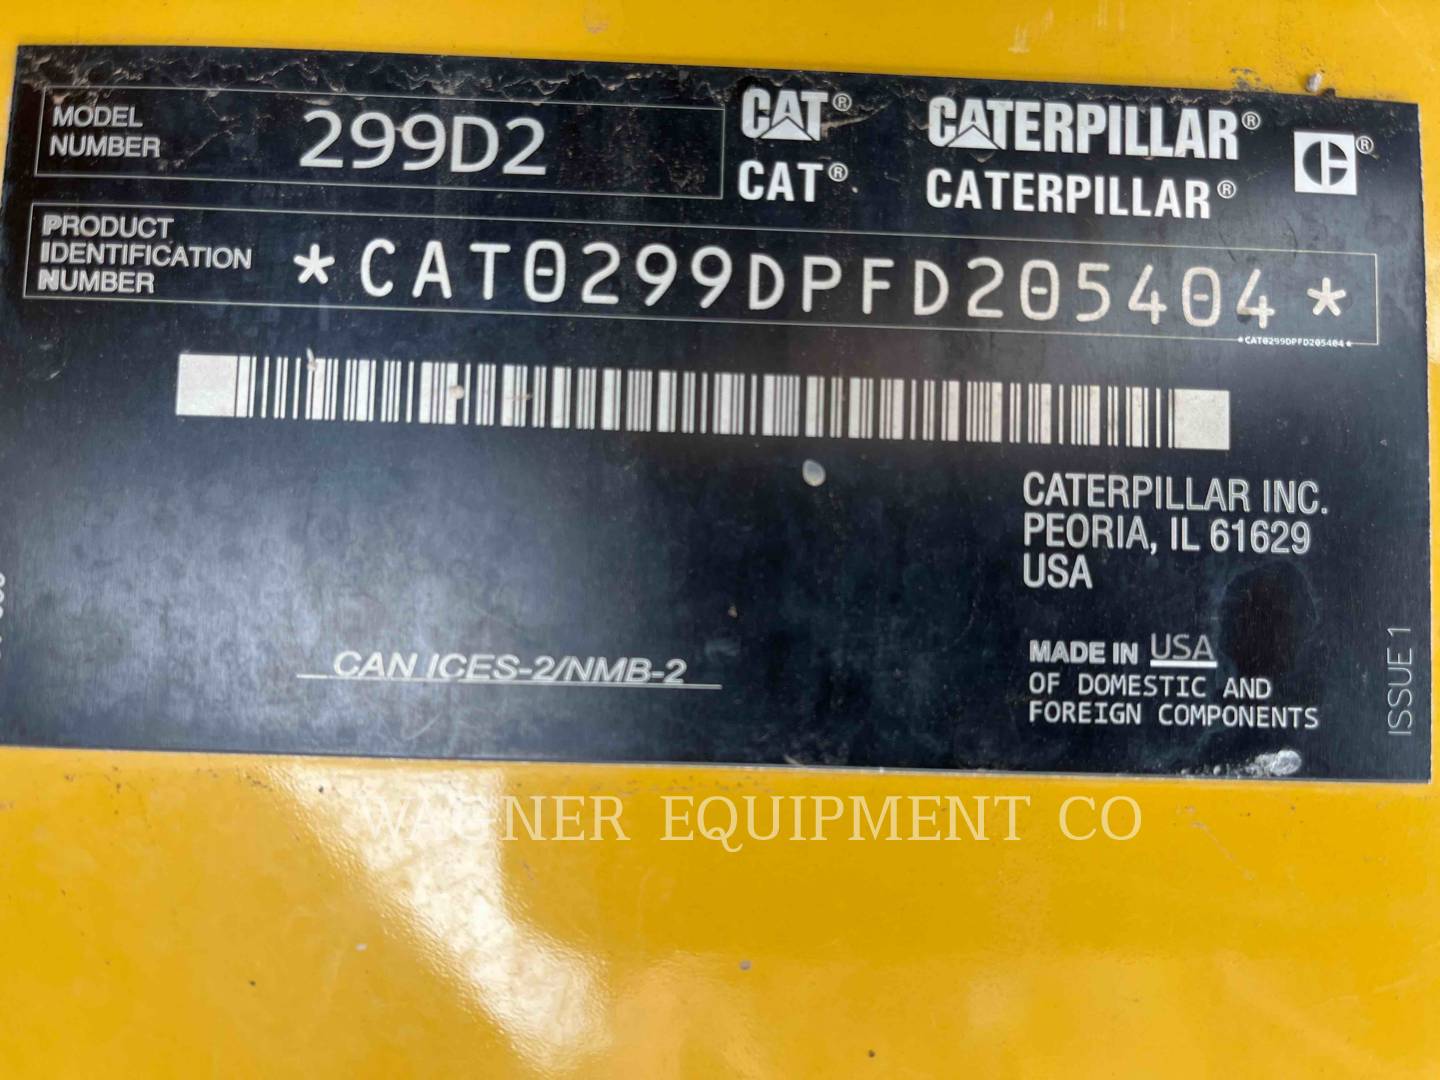 MODEL
NUMBER
299D2
CAT®
CATERPILLAR®
C®
CAT®
CATERPILLAR®
PRODUCT
IDENTIFICATION
NUMBER
*CAT0299DPFD205404*
*CAT0299DPFD205404*
CATERPILLAR INC.
PEORIA, IL 61629
USA
CAN ICES-2/NMB-2
MADE IN USA
OF DOMESTIC AND
FOREIGN COMPONENTS
ISSUE 1
WAGNER EQUIPMENT CO